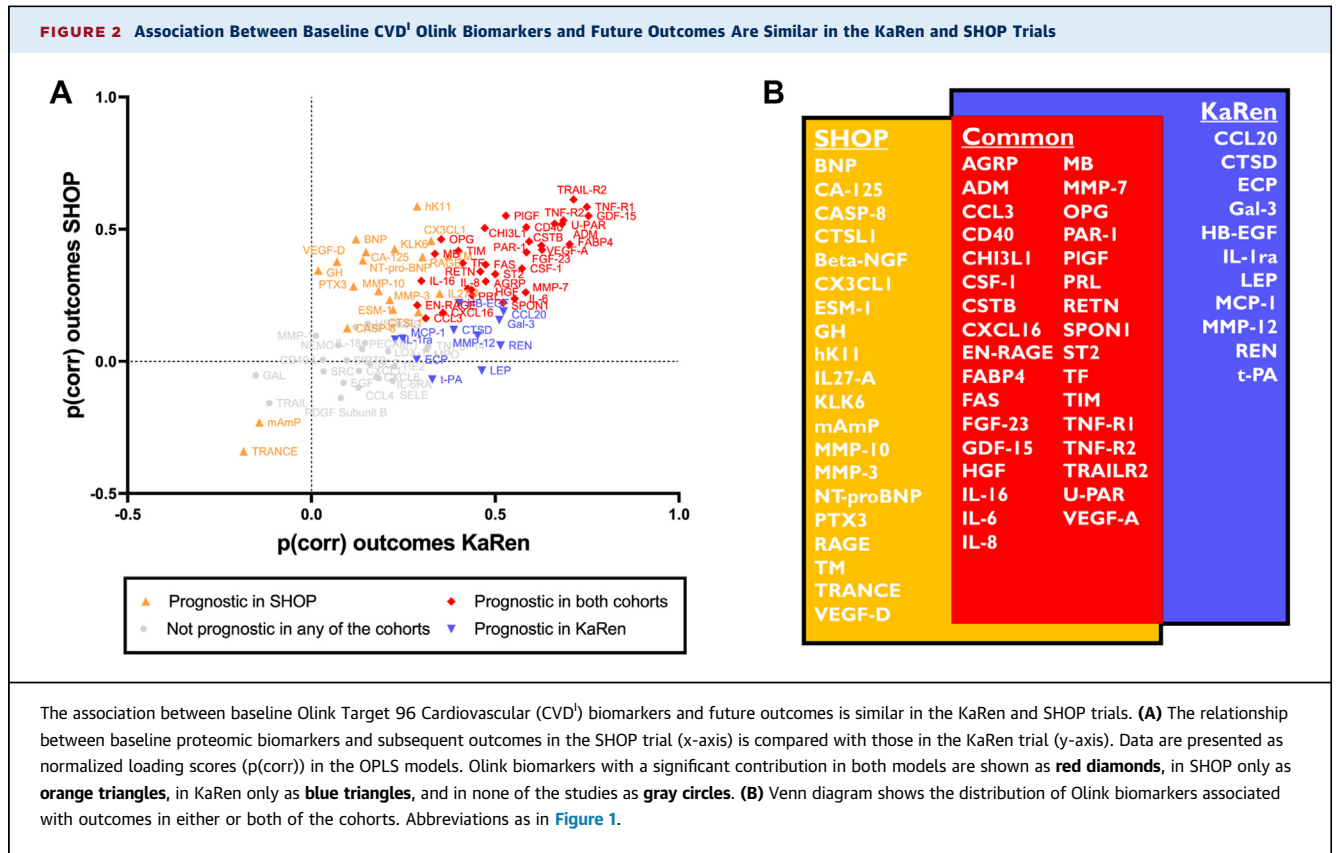 FIGURE 2 Association Between Baseline CVDᴵ Olink Biomarkers and Future Outcomes Are Similar in the KaRen and SHOP Trials
A
1.0
0.5
0.0
-0.5
p(corr) outcomes SHOP
TRAIL-R2
hK11
TNF-R1
PIGF
TNF-R2
GDF-15
CX3CL1
CHI3L1
CD40
U-PAR
BNP
KLK6
OPG
CSTB
ADM
VEGF-D
CA-125
MB
TIM
PAR-1
VEGF-A
FABP4
NT-pro-BNP
RAGE
TF
FAS
FGF-23
GH
RETN
ST2
CSF-1
PTX3
MMP-10
IL-16
IL-8
AGRP
MMP-7
MMP-3
PRL
HGF
IL-6
ESM-1
EN-RAGE
HB-EGF
SPON1
CCL3
CXCL16
CCL20
CASP-8
Gal-3
MCP-1
CTSD
IL-1ra
MMP-12
REN
PECAM
ECP
SRC
LEP
GAL
EGF
IL-6RA
t-PA
TRAIL
CCL4
SELE
PDGF Subunit B
mAmP
TRANCE
-0.5
0.0
0.5
1.0
p(corr) outcomes KaRen
Prognostic in SHOP
Prognostic in both cohorts
Not prognostic in any of the cohorts
Prognostic in KaRen
B
SHOP
BNP
CA-125
CASP-8
CTSL1
Beta-NGF
CX3CL1
ESM-1
GH
hK11
IL27-A
KLK6
mAmP
MMP-10
MMP-3
NT-proBNP
PTX3
RAGE
TM
TRANCE
VEGF-D
Common
AGRP MB
ADM MMP-7
CCL3 OPG
CD40 PAR-1
CHI3L1 PIGF
CSF-1 PRL
CSTB RETN
CXCL16 SPON1
EN-RAGE ST2
FABP4 TF
FAS TIM
FGF-23 TNF-R1
GDF-15 TNF-R2
HGF TRAILR2
IL-16 U-PAR
IL-6 VEGF-A
IL-8
KaRen
CCL20
CTSD
ECP
Gal-3
HB-EGF
IL-1ra
LEP
MCP-1
MMP-12
REN
t-PA
The association between baseline Olink Target 96 Cardiovascular (CVDᴵ) biomarkers and future outcomes is similar in the KaRen and SHOP trials. (A) The relationship
between baseline proteomic biomarkers and subsequent outcomes in the SHOP trial (x-axis) is compared with those in the KaRen trial (y-axis). Data are presented as
normalized loading scores (p(corr)) in the OPLS models. Olink biomarkers with a significant contribution in both models are shown as red diamonds, in SHOP only as
orange triangles, in KaRen only as blue triangles, and in none of the studies as gray circles. (B) Venn diagram shows the distribution of Olink biomarkers associated
with outcomes in either or both of the cohorts. Abbreviations as in Figure 1.